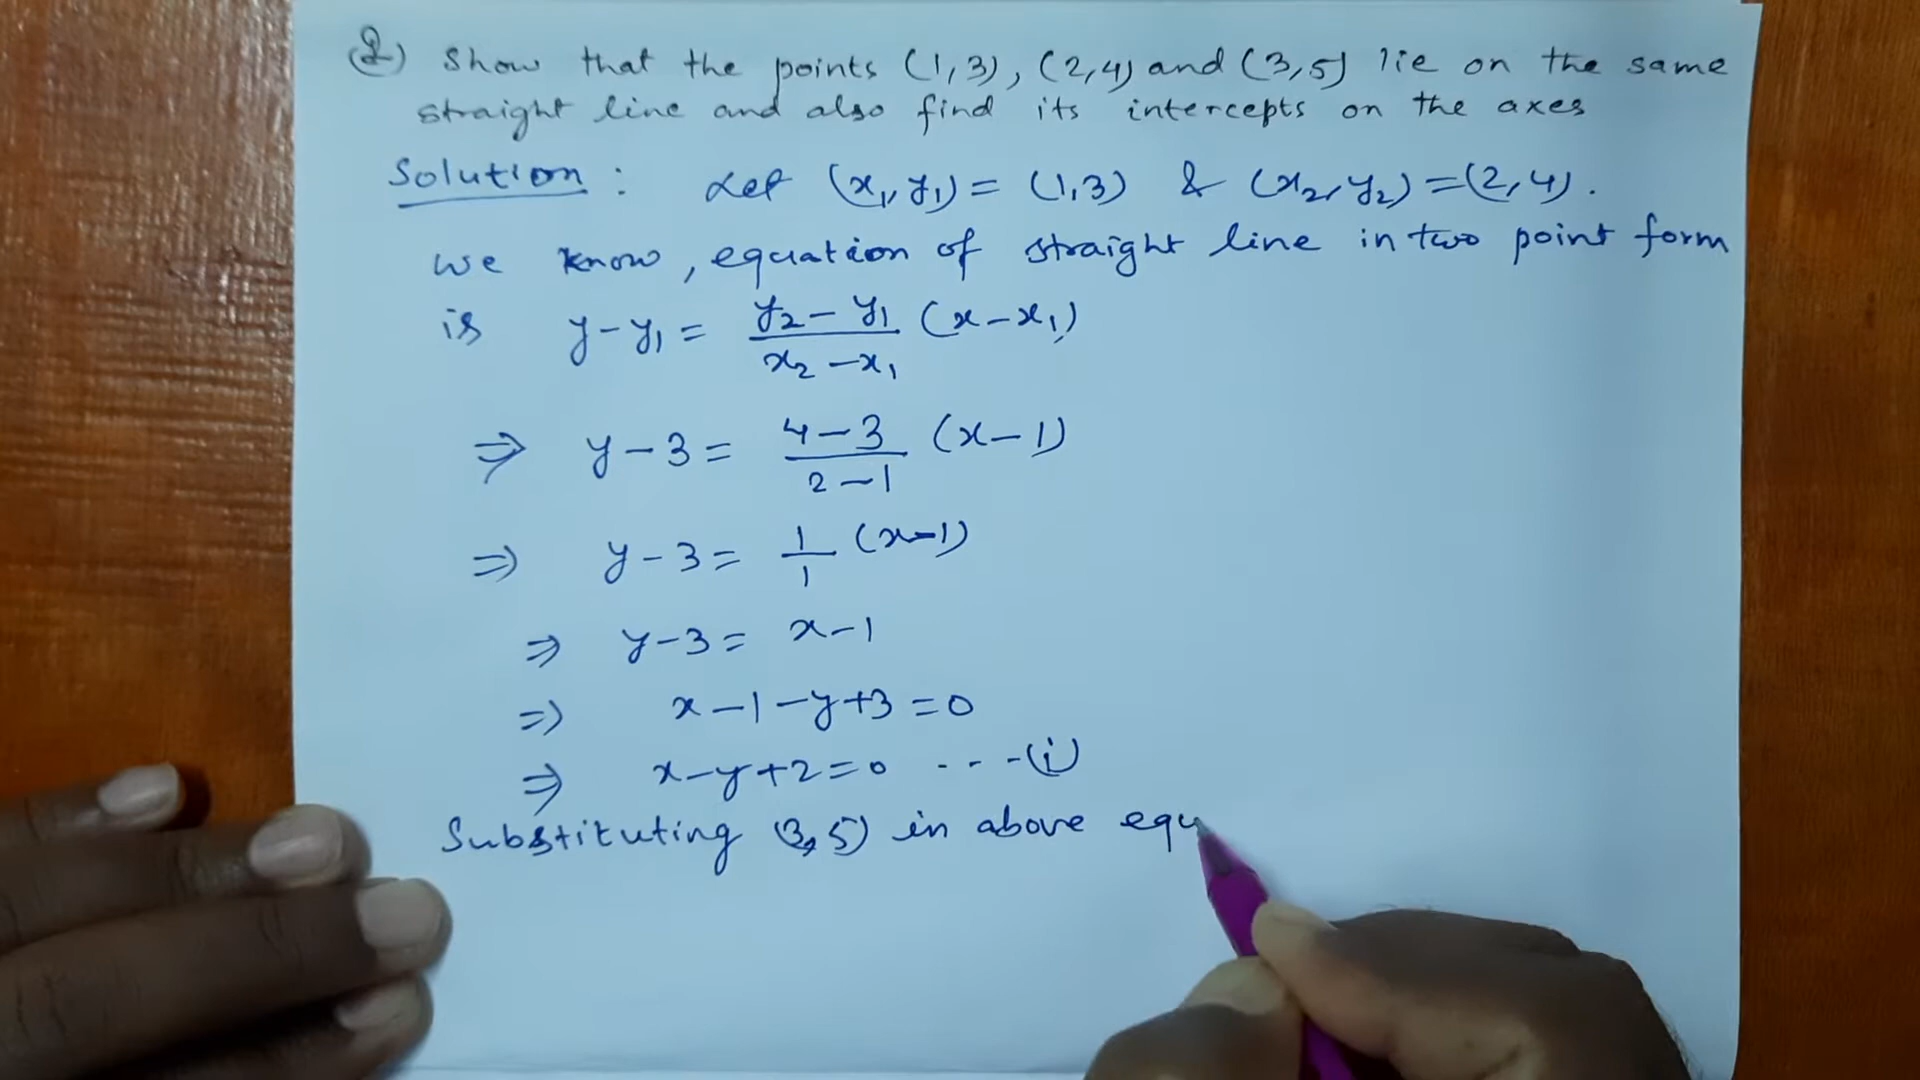 Q) Show that the points (1,3), (2,4) and (3,5) lie on the same
straight line and also find its intercepts on the axes
Solution : Let (x₁, y₁) = (1,3) & (x₂, y₂) = (2,4).
we know, equation of straight line in two point form
is y-y₁ = (y₂-y₁)/(x₂-x₁) (x-x₁)
⇒ y-3 = (4-3)/(2-1) (x-1)
⇒ y-3 = 1/1 (x-1)
⇒ y-3 = x-1
⇒ x-1-y+3=0
⇒ x-y+2=0 ---(i)
Substituting (3,5) in above equ